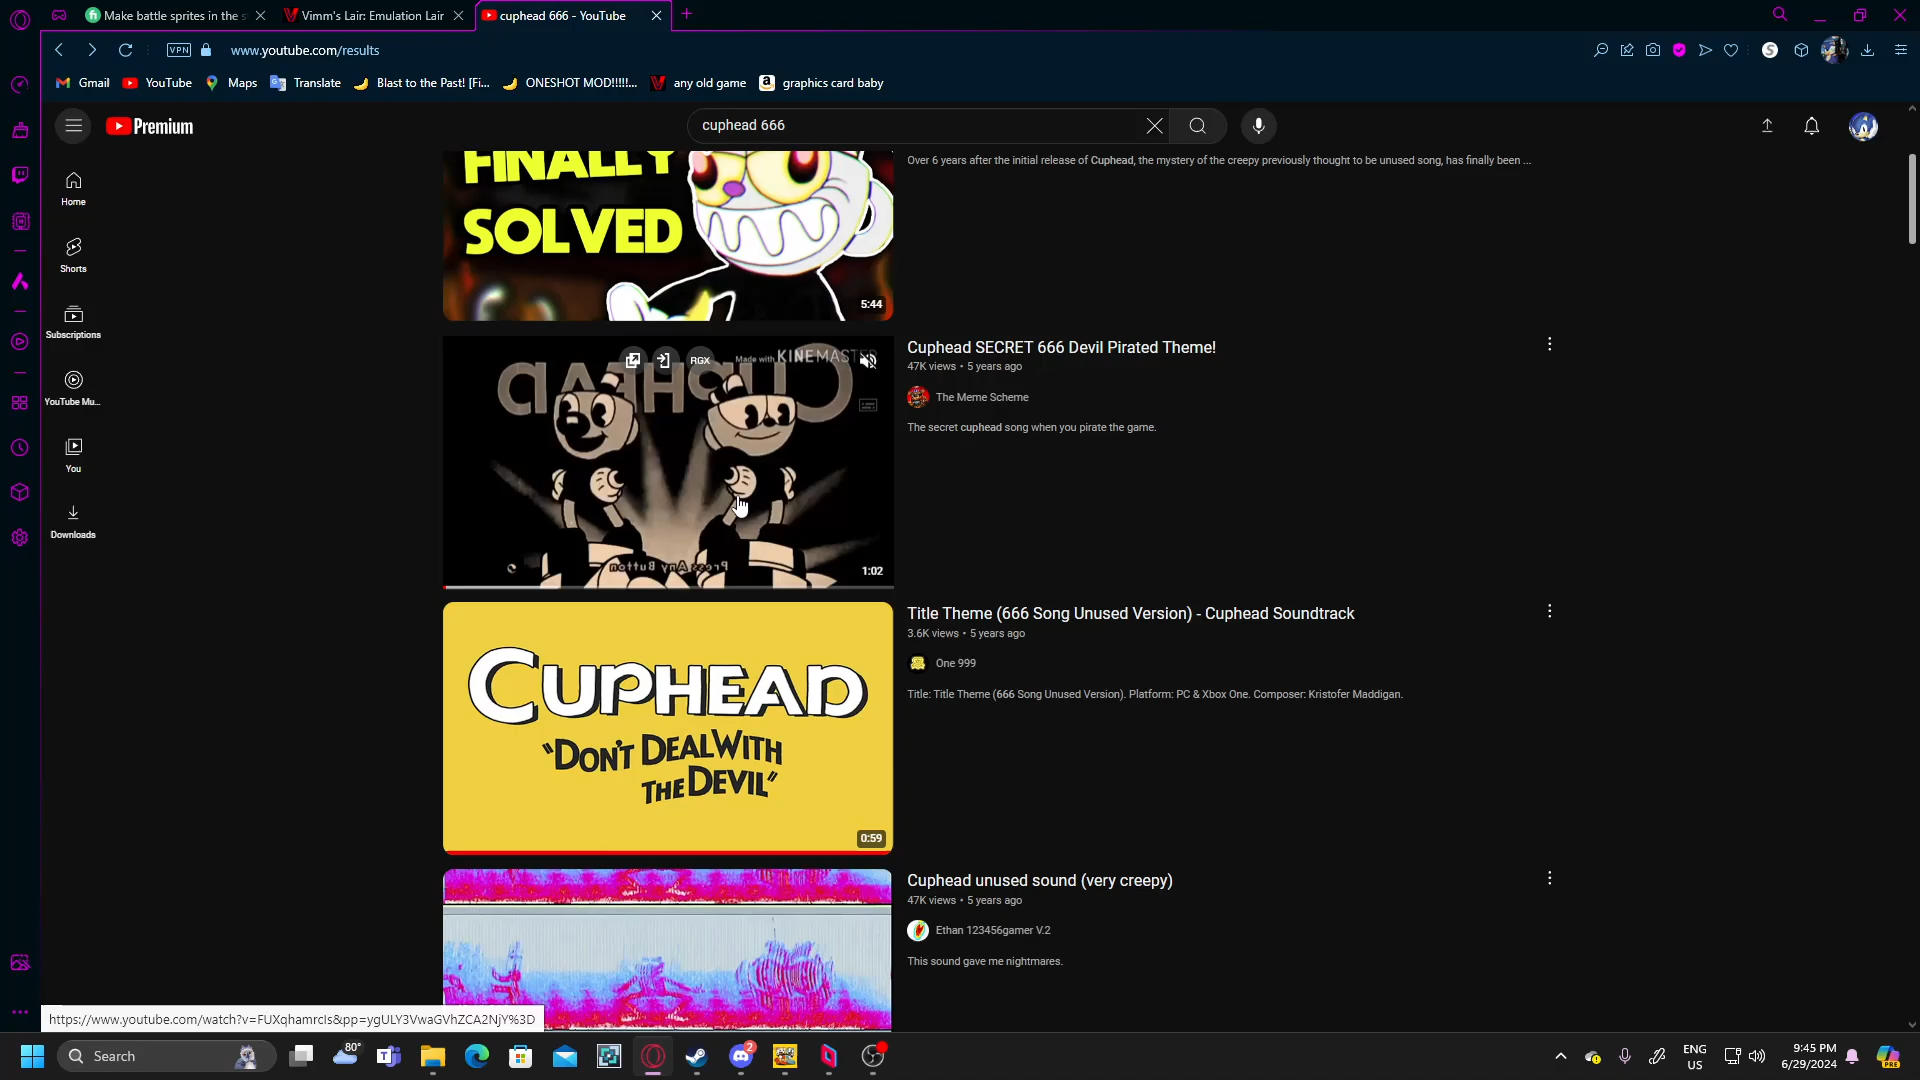 Make battle sprites in the s
Vimm's Lair: Emulation Lair
cuphead 666 - YouTube
VPN
www.youtube.com/results
Gmail
YouTube
Maps
Translate
Blast to the Past! [Fi...
ONESHOT MOD!!!!!...
any old game
graphics card baby
Premium
cuphead 666
Home
Shorts
Subscriptions
YouTube Mu...
You
Downloads
FINALLY
SOLVED
5:44
Over 6 years after the initial release of Cuphead, the mystery of the creepy previously thought to be unused song, has finally been ...
RGX
Made with KINEMASTER
CUPHEAD
Press Any Button
1:02
Cuphead SECRET 666 Devil Pirated Theme!
47K views • 5 years ago
The Meme Scheme
The secret cuphead song when you pirate the game.
CUPHEAD
"DON'T DEAL WITH
THE DEVIL"
0:59
Title Theme (666 Song Unused Version) - Cuphead Soundtrack
3.6K views • 5 years ago
One 999
Title: Title Theme (666 Song Unused Version). Platform: PC & Xbox One. Composer: Kristofer Maddigan.
Cuphead unused sound (very creepy)
47K views • 5 years ago
Ethan 123456gamer V.2
This sound gave me nightmares.
https://www.youtube.com/watch?v=FUXqhamrcIs&pp=ygULY3VwaGVhZCA2NjY%3D
Search
80°
2
ENG
US
9:45 PM
6/29/2024
PRE